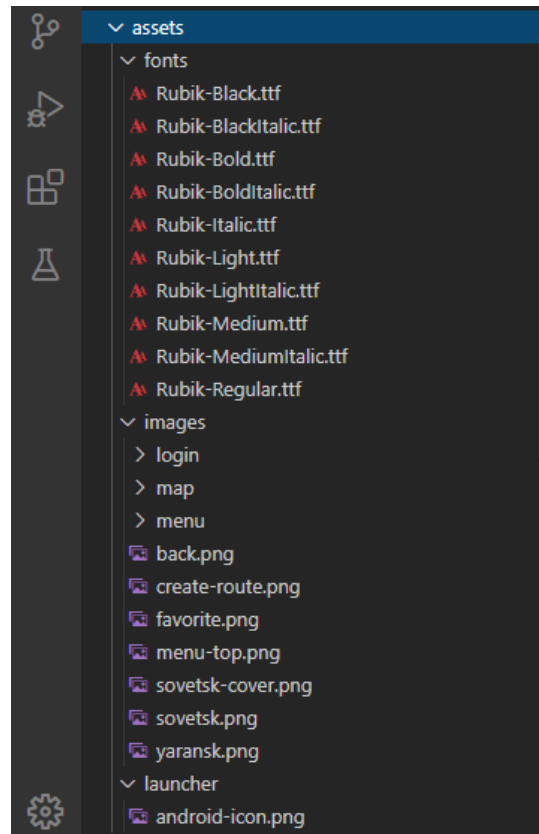 assets
fonts
Rubik-Black.ttf
Rubik-BlackItalic.ttf
Rubik-Bold.ttf
Rubik-BoldItalic.ttf
Rubik-Italic.ttf
Rubik-Light.ttf
Rubik-LightItalic.ttf
Rubik-Medium.ttf
Rubik-MediumItalic.ttf
Rubik-Regular.ttf
images
login
map
menu
back.png
create-route.png
favorite.png
menu-top.png
sovetsk-cover.png
sovetsk.png
yaransk.png
launcher
android-icon.png